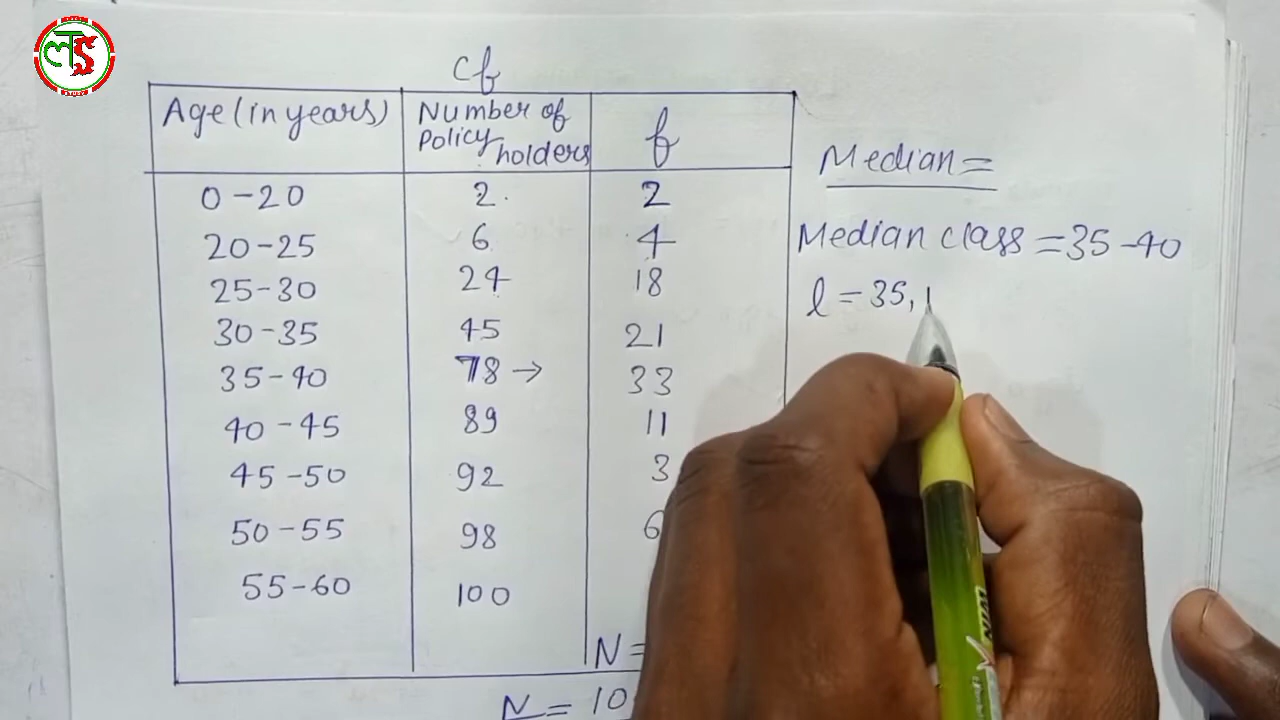 cf
Age (in years) Number of Policy holders f
0-20 2 2
20-25 6 4
25-30 24 18
30-35 45 21
35-40 78 → 33
40-45 89 11
45-50 92 3
50-55 98 6
55-60 100
N =
N = 10
Median =
Median class = 35-40
l = 35,